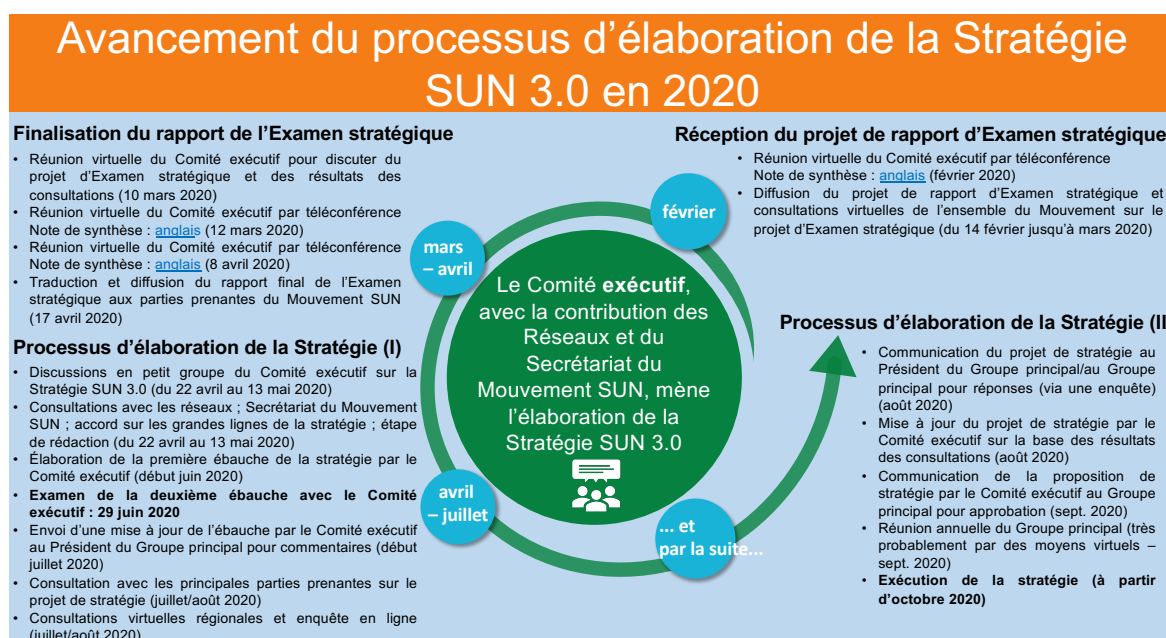 Avancement du processus d’élaboration de la Stratégie
SUN 3.0 en 2020
Finalisation du rapport de l’Examen stratégique
• Réunion virtuelle du Comité exécutif pour discuter du
projet d’Examen stratégique et des résultats des
consultations (10 mars 2020)
• Réunion virtuelle du Comité exécutif par téléconférence
Note de synthèse : anglais (12 mars 2020)
• Réunion virtuelle du Comité exécutif par téléconférence
Note de synthèse : anglais (8 avril 2020)
• Traduction et diffusion du rapport final de l’Examen
stratégique aux parties prenantes du Mouvement SUN
(17 avril 2020)
Processus d’élaboration de la Stratégie (I)
• Discussions en petit groupe du Comité exécutif sur la
Stratégie SUN 3.0 (du 22 avril au 13 mai 2020)
• Consultations avec les réseaux ; Secrétariat du Mouvement
SUN ; accord sur les grandes lignes de la stratégie ; étape
de rédaction (du 22 avril au 13 mai 2020)
• Élaboration de la première ébauche de la stratégie par le
Comité exécutif (début juin 2020)
• Examen de la deuxième ébauche avec le Comité
exécutif : 29 juin 2020
• Envoi d’une mise à jour de l’ébauche par le Comité exécutif
au Président du Groupe principal pour commentaires (début
juillet 2020)
• Consultation avec les principales parties prenantes sur le
projet de stratégie (juillet/août 2020)
• Consultations virtuelles régionales et enquête en ligne
(juillet/août 2020)
février
mars
– avril
avril
– juillet
... et
par la suite...
Le Comité exécutif,
avec la contribution des
Réseaux et du
Secrétariat du
Mouvement SUN, mène
l’élaboration de la
Stratégie SUN 3.0
Réception du projet de rapport d’Examen stratégique
• Réunion virtuelle du Comité exécutif par téléconférence
Note de synthèse : anglais (février 2020)
• Diffusion du projet de rapport d’Examen stratégique et
consultations virtuelles de l’ensemble du Mouvement sur le
projet d’Examen stratégique (du 14 février jusqu’à mars 2020)
Processus d’élaboration de la Stratégie (II
• Communication du projet de stratégie au
Président du Groupe principal/au Groupe
principal pour réponses (via une enquête)
(août 2020)
• Mise à jour du projet de stratégie par le
Comité exécutif sur la base des résultats
des consultations (août 2020)
• Communication de la proposition de
stratégie par le Comité exécutif au Groupe
principal pour approbation (sept. 2020)
• Réunion annuelle du Groupe principal (très
probablement par des moyens virtuels –
sept. 2020)
• Exécution de la stratégie (à partir
d’octobre 2020)